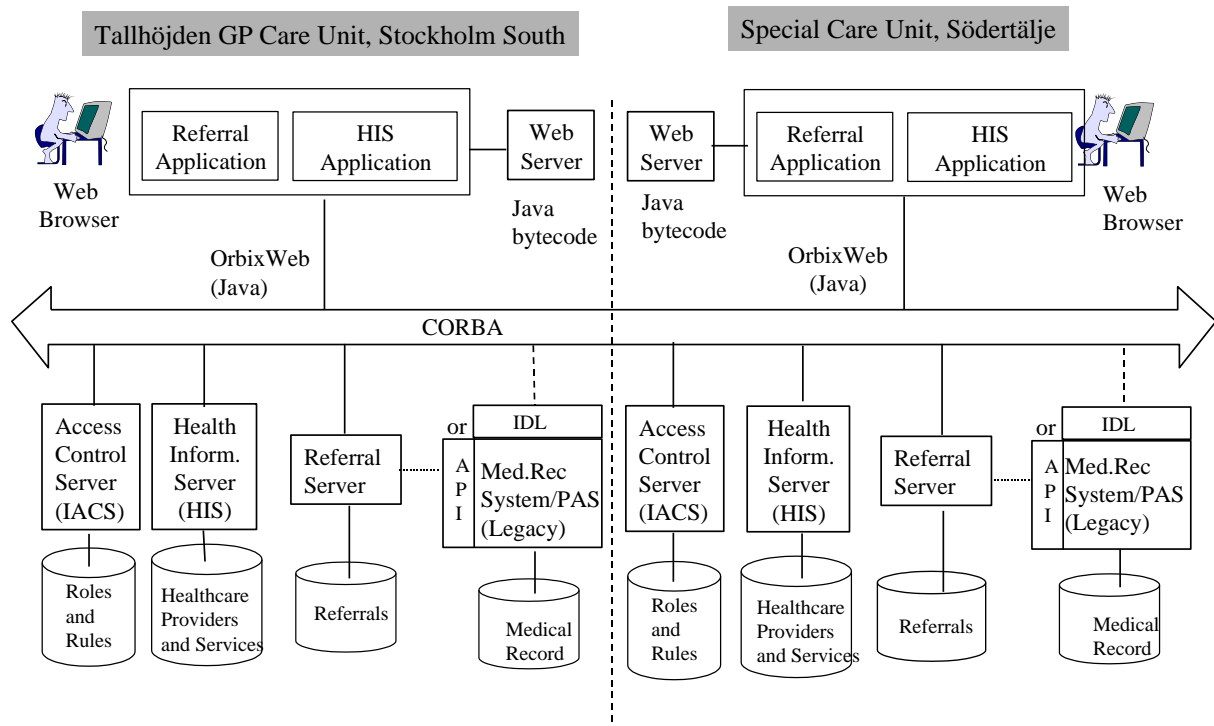 Tallhöjden GP Care Unit, Stockholm South
Special Care Unit, Södertälje
Web
Browser
Referral
Application
HIS
Application
Web
Server
Java
bytecode
OrbixWeb
(Java)
Web
Server
Java
bytecode
Referral
Application
HIS
Application
Web
Browser
OrbixWeb
(Java)
CORBA
Access
Control
Server
(IACS)
Health
Inform.
Server
(HIS)
Referral
Server
or
IDL
A
P
I
Med.Rec
System/PAS
(Legacy)
Roles
and
Rules
Healthcare
Providers
and Services
Referrals
Medical
Record
Access
Control
Server
(IACS)
Health
Inform.
Server
(HIS)
Referral
Server
or
IDL
A
P
I
Med.Rec
System/PAS
(Legacy)
Roles
and
Rules
Healthcare
Providers
and Services
Referrals
Medical
Record